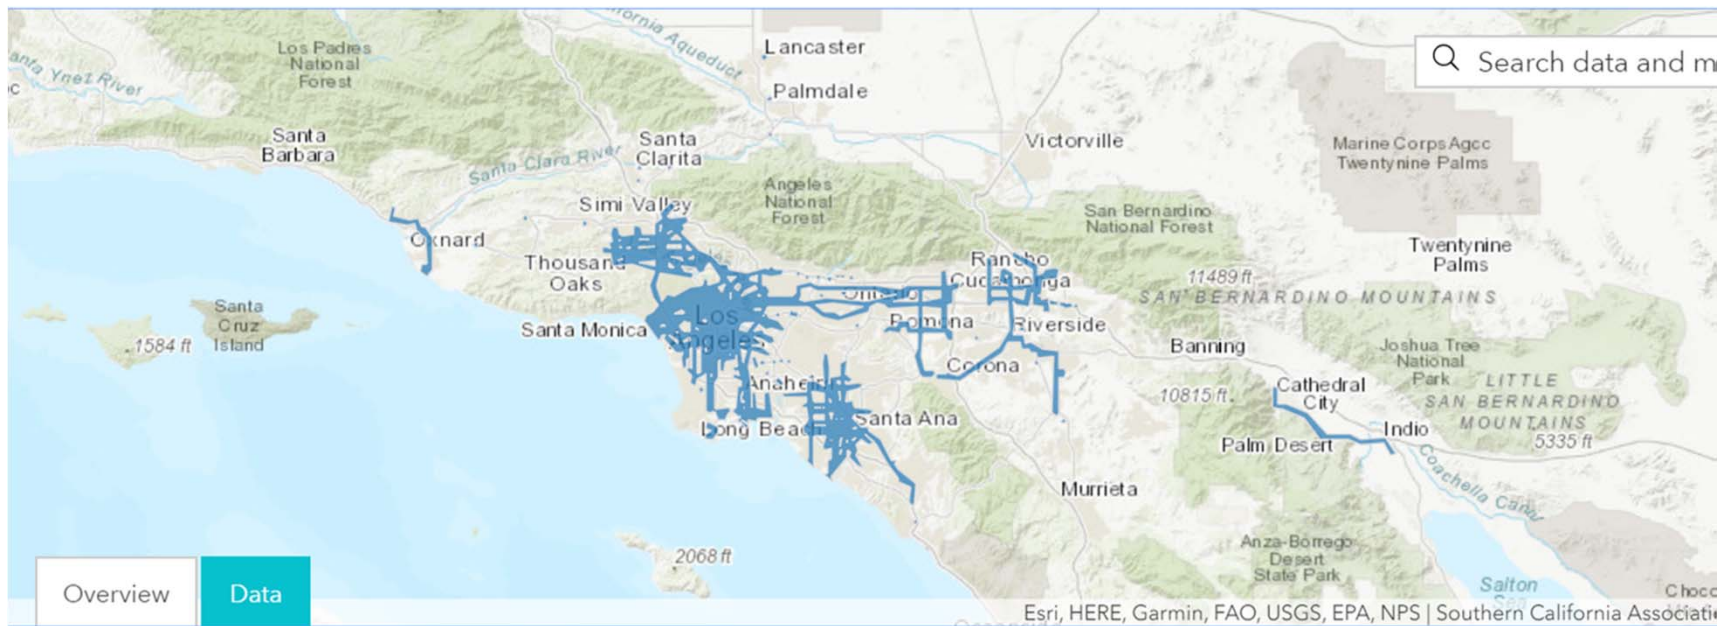 Los Padres
National
Forest
California Aqueduct
Lancaster
Palmdale
Search data and m
Santa
Barbara
Santa
Clarita
Santa Clara River
Victorville
Marine Corps Agcc
Twentynine Palms
Simi Valley
Angeles
National
Forest
San Bernardino
National Forest
Oxnard
Thousand
Oaks
Rancho
Cucamonga
Ontario
11489 ft
SAN BERNARDINO MOUNTAINS
Twentynine
Palms
Santa
Cruz
Island
1584 ft
Santa Monica
Los
Angeles
Pomona
Riverside
Banning
Joshua Tree
National
Park
Anaheim
Corona
10815 ft
Cathedral
City
LITTLE
SAN BERNARDINO
MOUNTAINS
5335 ft
Long Beach
Santa Ana
Palm Desert
Indio
Coachella Canal
Murrieta
2068 ft
Anza-Borrego
Desert
State Park
Salton
Sea
Choco
Overview
Data
Esri, HERE, Garmin, FAO, USGS, EPA, NPS | Southern California Associati